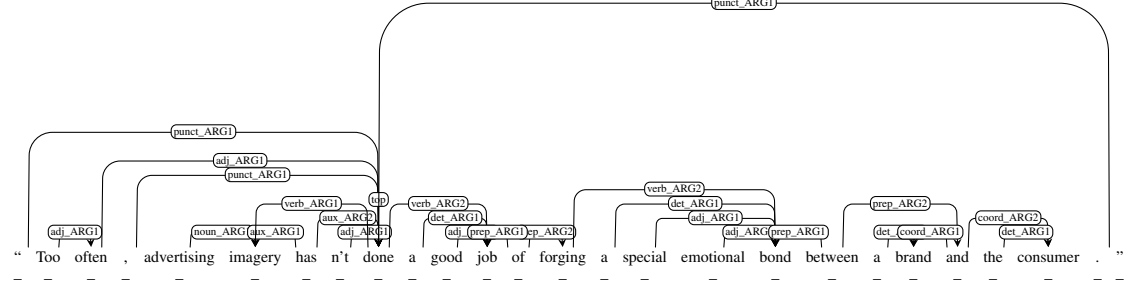 punct_ARG1
punct_ARG1
adj_ARG1
punct_ARG1
verb_ARG2
top
verb_ARG1 verb_ARG2 det_ARG1 prep_ARG2
aux_ARG2 det_ARG1 adj_ARG1 coord_ARG2
adj_ARG1 noun_ARG aux_ARG1 adj_ARG1 adj_ prep_ARG1 ep_ARG2 adj_ARG prep_ARG1 det_ coord_ARG1 det_ARG1
“ Too often , advertising imagery has n't done a good job of forging a special emotional bond between a brand and the consumer . ”
_ _ _ _ _ _ _ _ _ _ _ _ _ _ _ _ _ _ _ _ _ _ _ _ _ _